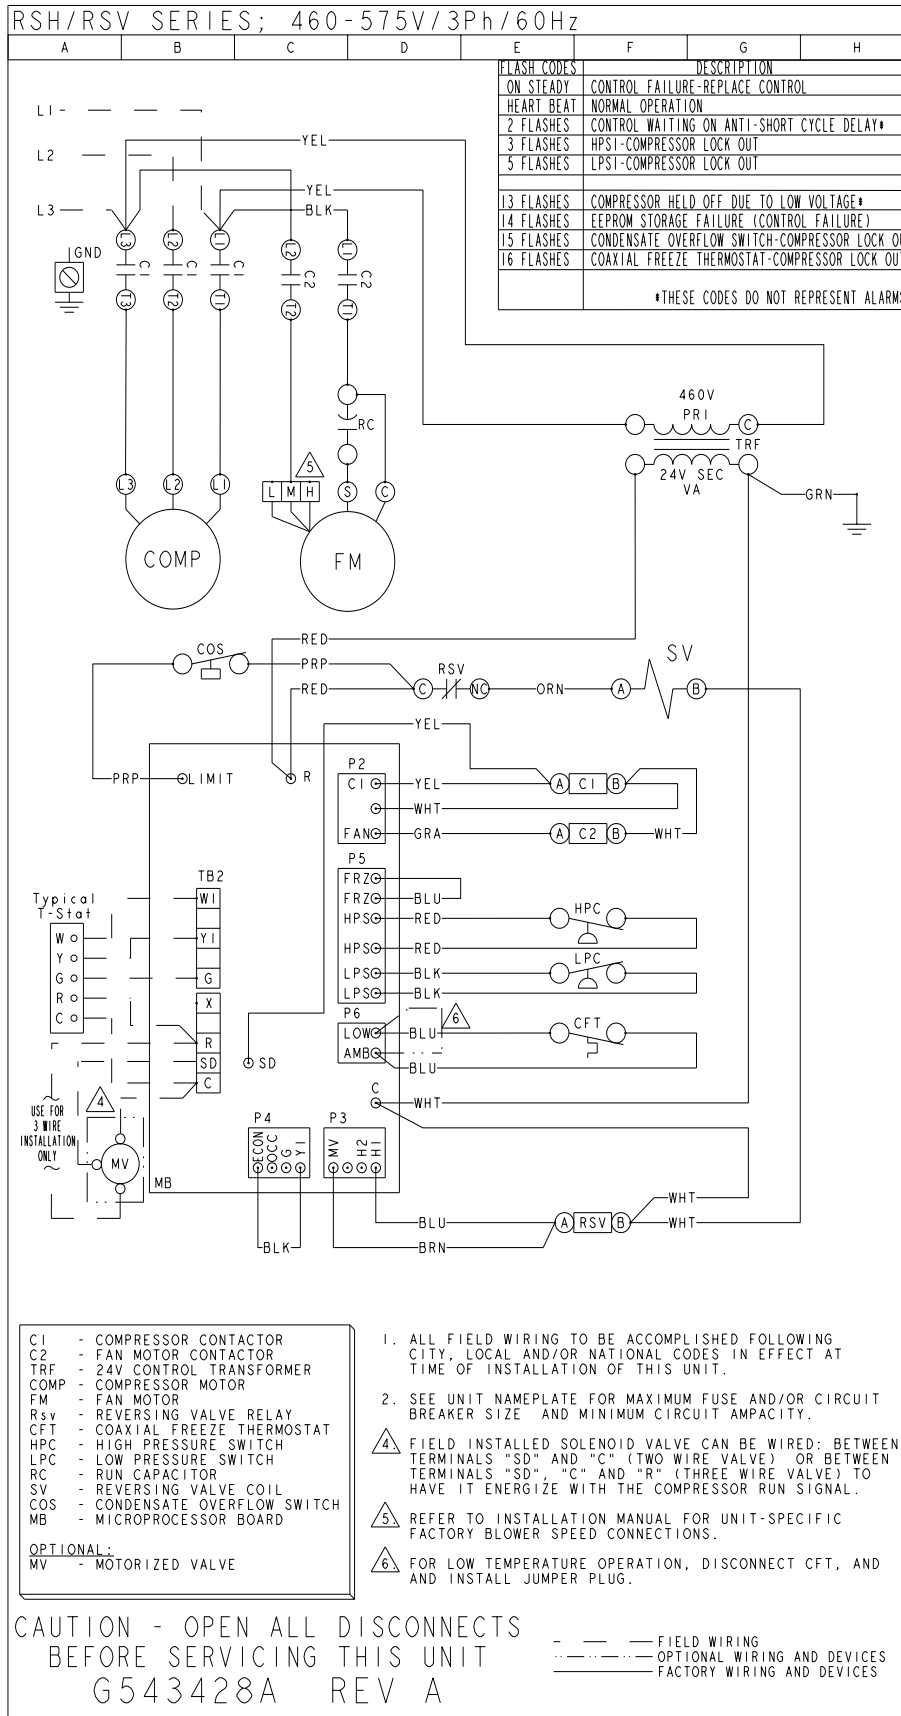 RSH/RSV SERIES; 460-575V/3Ph/60Hz
A B C D E F G H
FLASH CODES DESCRIPTION
ON STEADY CONTROL FAILURE-REPLACE CONTROL
HEART BEAT NORMAL OPERATION
2 FLASHES CONTROL WAITING ON ANTI-SHORT CYCLE DELAY*
3 FLASHES HPS1-COMPRESSOR LOCK OUT
5 FLASHES LPS1-COMPRESSOR LOCK OUT
13 FLASHES COMPRESSOR HELD OFF DUE TO LOW VOLTAGE*
14 FLASHES EEPROM STORAGE FAILURE (CONTROL FAILURE)
15 FLASHES CONDENSATE OVERFLOW SWITCH-COMPRESSOR LOCK
16 FLASHES COAXIAL FREEZE THERMOSTAT-COMPRESSOR LOCK
*THESE CODES DO NOT REPRESENT ALARMS
L1
L2
L3
YEL
YEL
BLK
GND
L3 L2 L1 L2 L1
C1 C1 C1 C2 C2
T3 T2 T1 T2 T1
RC
5
L3 L2 L1 L M H S C
COMP
FM
460V
PRI
C
TRF
24V SEC
VA
GRN
RED
COS
PRP
RED
RSV
C NC
ORN
A
SV
B
YEL
PRP
LIMIT
R
P2
C1
YEL
A C1 B
WHT
FAN
GRA
A C2 B
WHT
P5
TB2
FRZ
FRZ
BLU
HPS
RED
HPC
HPS
RED
LPS
BLK
LPC
LPS
BLK
Typical
T-Stat
W
Y
G
R
C
W1
Y1
G
X
R
SD
C
SD
P6
6
LOW
BLU
CFT
AMB
BLU
C
WHT
USE FOR
3 WIRE
INSTALLATION
ONLY
4
MV
MB
P4
ECON
OCC
G
Y1
P3
MV
H2
H1
WHT
BLU
A RSV B
WHT
BLK
BRN
C1 - COMPRESSOR CONTACTOR
C2 - FAN MOTOR CONTACTOR
TRF - 24V CONTROL TRANSFORMER
COMP - COMPRESSOR MOTOR
FM - FAN MOTOR
Rsv - REVERSING VALVE RELAY
CFT - COAXIAL FREEZE THERMOSTAT
HPC - HIGH PRESSURE SWITCH
LPC - LOW PRESSURE SWITCH
RC - RUN CAPACITOR
SV - REVERSING VALVE COIL
COS - CONDENSATE OVERFLOW SWITCH
MB - MICROPROCESSOR BOARD
OPTIONAL:
MV - MOTORIZED VALVE
1. ALL FIELD WIRING TO BE ACCOMPLISHED FOLLOWING
CITY, LOCAL AND/OR NATIONAL CODES IN EFFECT AT
TIME OF INSTALLATION OF THIS UNIT.
2. SEE UNIT NAMEPLATE FOR MAXIMUM FUSE AND/OR CIRCUIT
BREAKER SIZE AND MINIMUM CIRCUIT AMPACITY.
4. FIELD INSTALLED SOLENOID VALVE CAN BE WIRED: BETWEEN
TERMINALS "SD" AND "C" (TWO WIRE VALVE) OR BETWEEN
TERMINALS "SD", "C" AND "R" (THREE WIRE VALVE) TO
HAVE IT ENERGIZE WITH THE COMPRESSOR RUN SIGNAL.
5. REFER TO INSTALLATION MANUAL FOR UNIT-SPECIFIC
FACTORY BLOWER SPEED CONNECTIONS.
6. FOR LOW TEMPERATURE OPERATION, DISCONNECT CFT, AND
AND INSTALL JUMPER PLUG.
CAUTION - OPEN ALL DISCONNECTS
BEFORE SERVICING THIS UNIT
G543428A REV A
FIELD WIRING
OPTIONAL WIRING AND DEVICES
FACTORY WIRING AND DEVICES